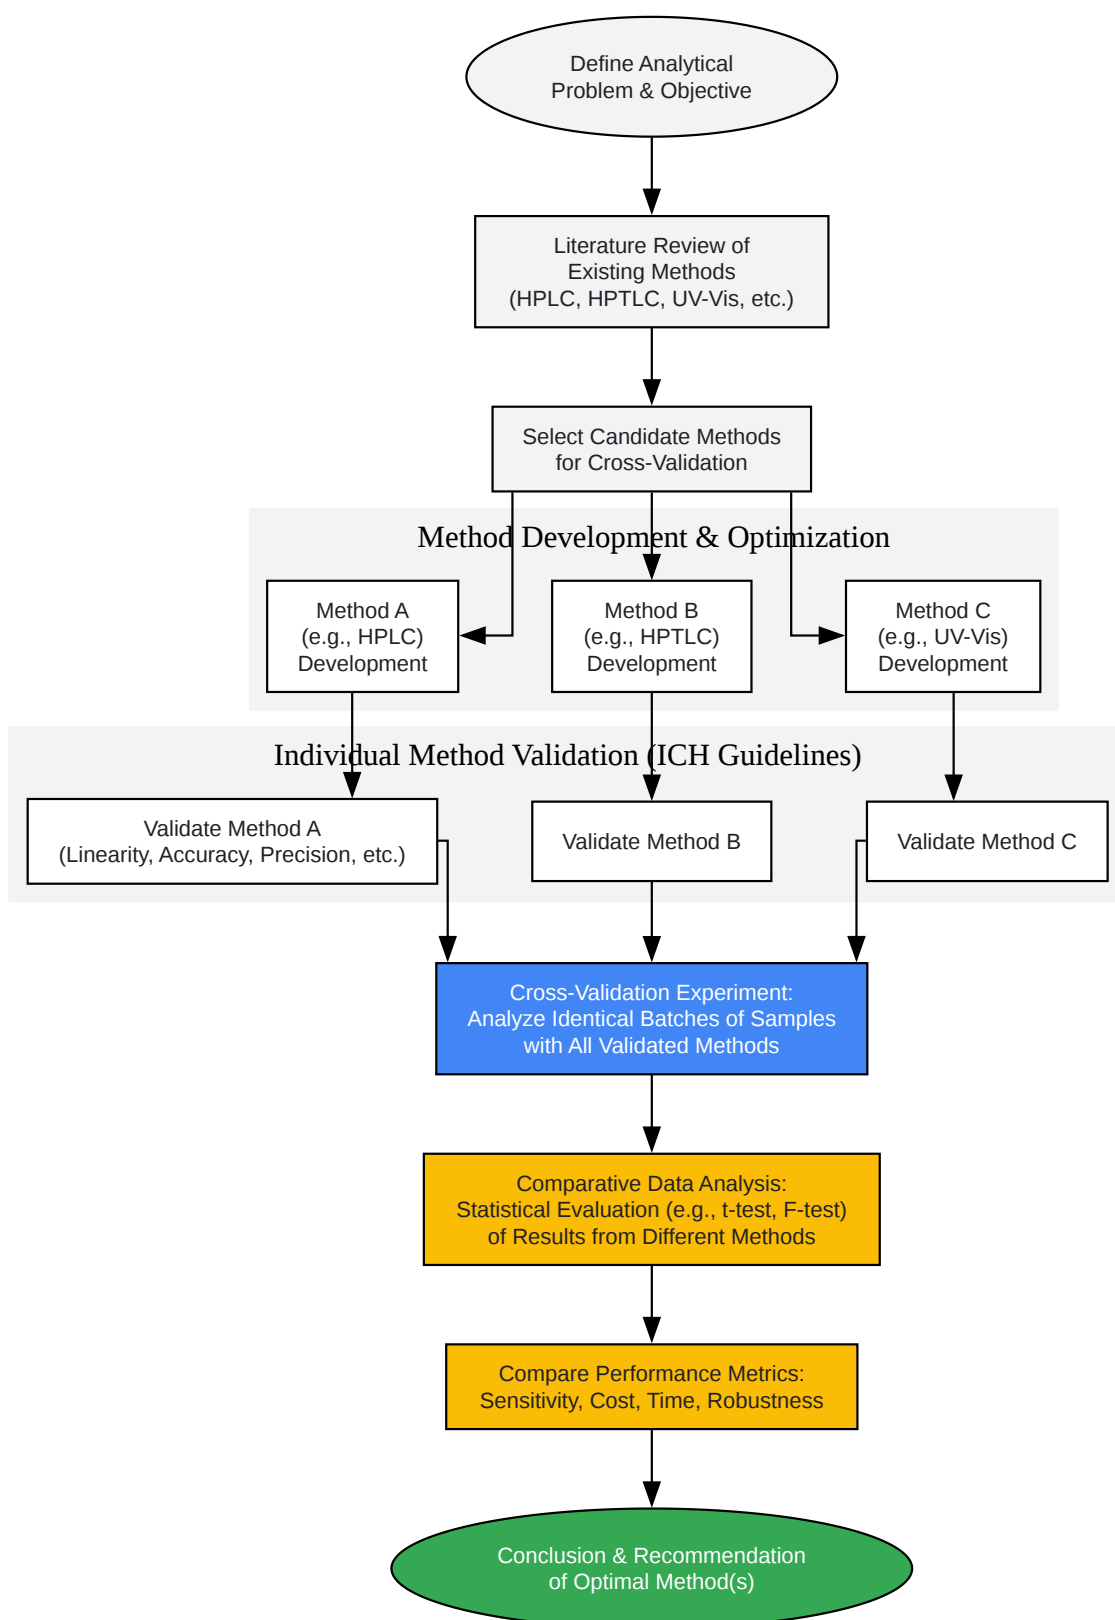 Define Analytical
Problem & Objective
Literature Review of
Existing Methods
(HPLC, HPTLC, UV-Vis, etc.)
Select Candidate Methods
for Cross-Validation
Method Development & Optimization
Method A
(e.g., HPLC)
Development
Method B
(e.g., HPTLC)
Development
Method C
(e.g., UV-Vis)
Development
Individual Method Validation (ICH Guidelines)
Validate Method A
(Linearity, Accuracy, Precision, etc.)
Validate Method B
Validate Method C
Cross-Validation Experiment:
Analyze Identical Batches of Samples
with All Validated Methods
Comparative Data Analysis:
Statistical Evaluation (e.g., t-test, F-test)
of Results from Different Methods
Compare Performance Metrics:
Sensitivity, Cost, Time, Robustness
Conclusion & Recommendation
of Optimal Method(s)